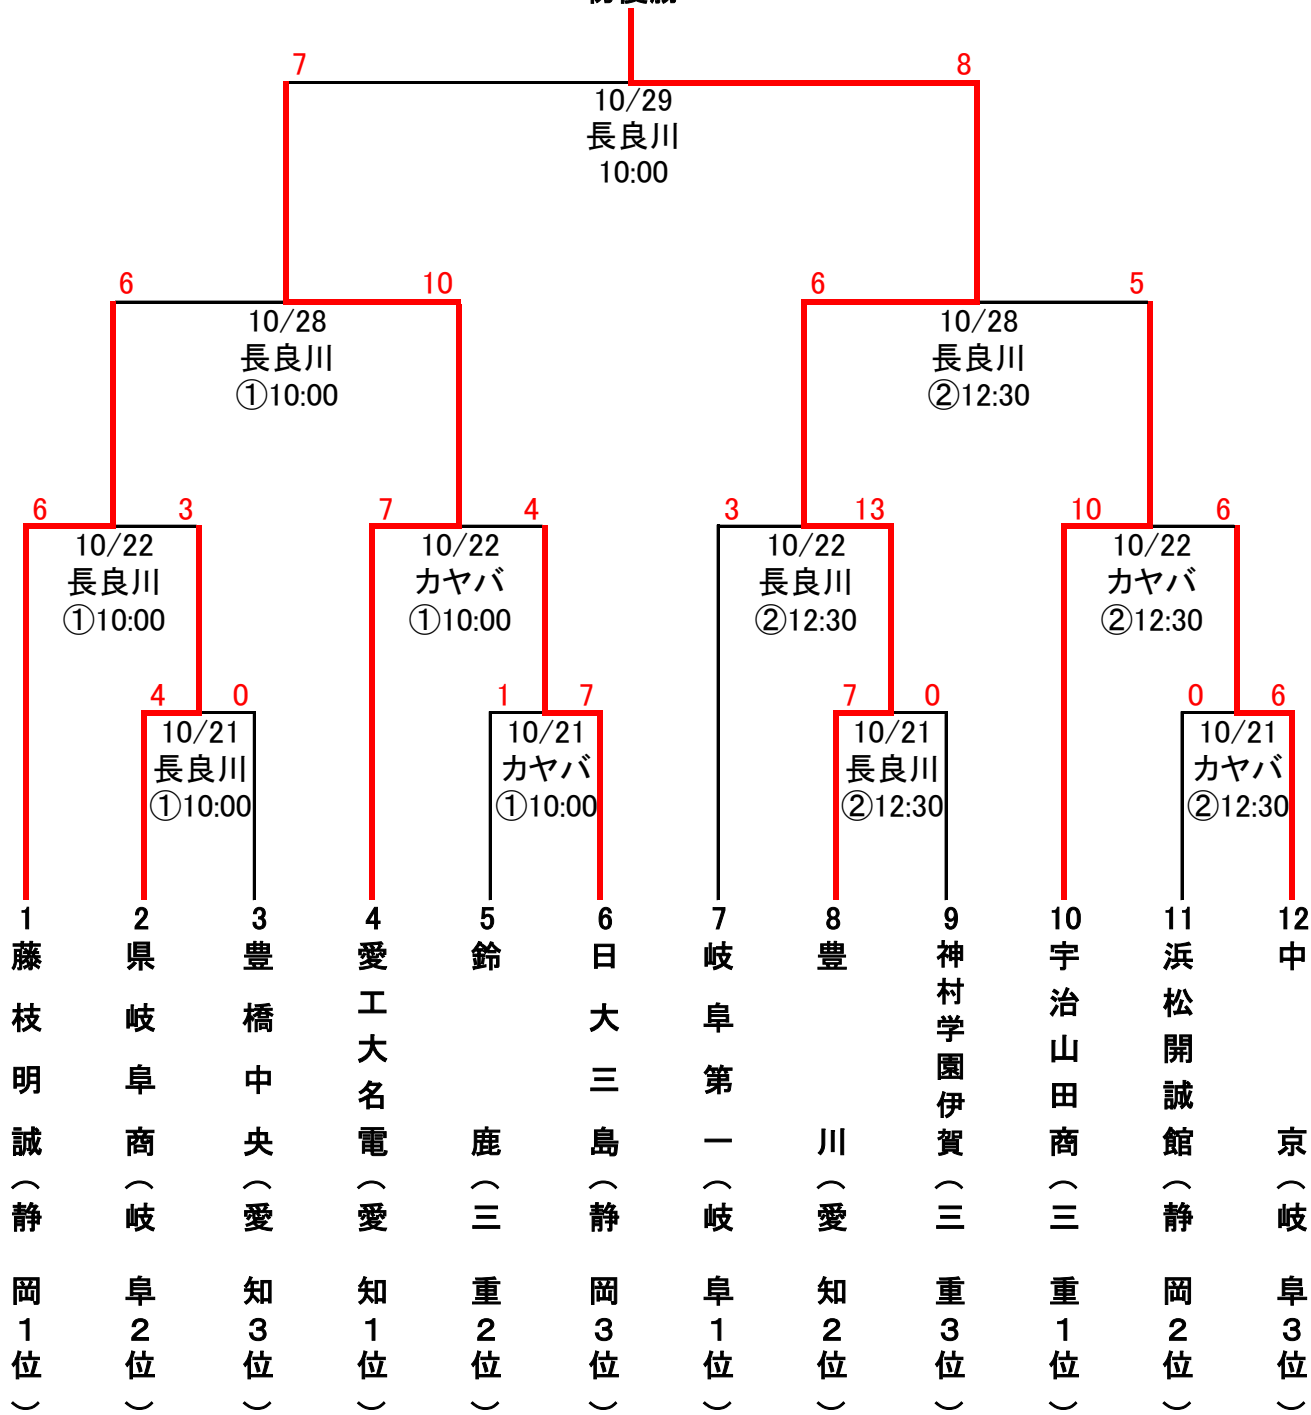 7
8
10/29
長良川
10:00
6
10
6
5
10/28
長良川
①10:00
10/28
長良川
②12:30
6
3
7
4
3
13
10
6
10/22
長良川
①10:00
10/22
カヤバ
①10:00
10/22
長良川
②12:30
10/22
カヤバ
②12:30
4
0
1
7
7
0
0
6
10/21
長良川
①10:00
10/21
カヤバ
①10:00
10/21
長良川
②12:30
10/21
カヤバ
②12:30
1
藤枝明誠(静岡1位)
2
県岐阜商(岐阜2位)
3
豊橋中央(愛知3位)
4
愛工大名電(愛知1位)
5
鈴鹿(三重2位)
6
日大三島(静岡3位)
7
岐阜第一(岐阜1位)
8
豊川(愛知2位)
9
神村学園伊賀(三重3位)
10
宇治山田商(三重1位)
11
浜松開誠館(静岡2位)
12
中京(岐阜3位)